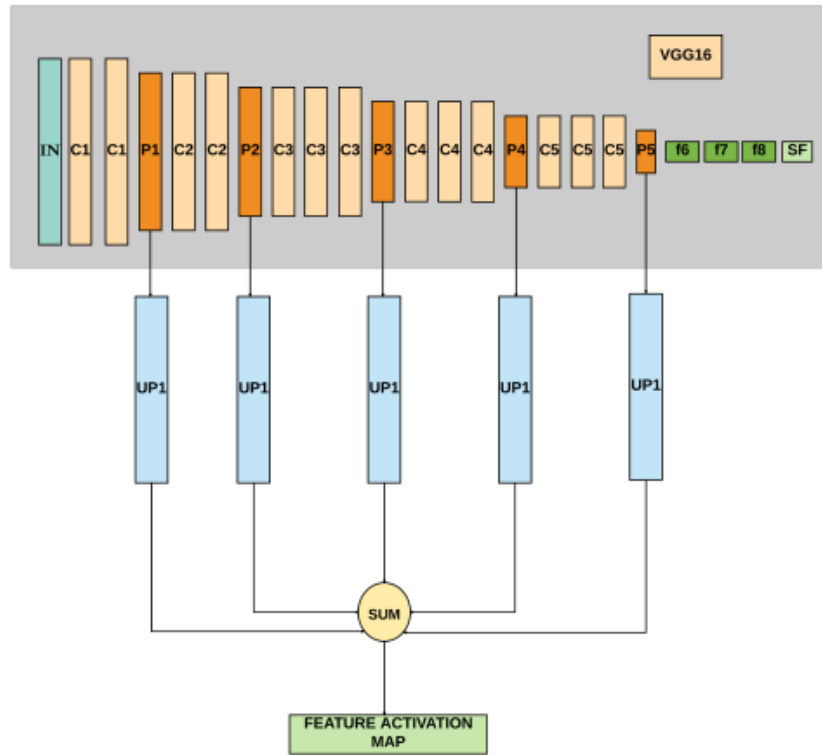 VGG16
IN C1 C1 P1 C2 C2 P2 C3 C3 C3 P3 C4 C4 C4 P4 C5 C5 C5 P5 f6 f7 f8 SF
UP1 UP1 UP1 UP1 UP1
SUM
FEATURE ACTIVATION
MAP